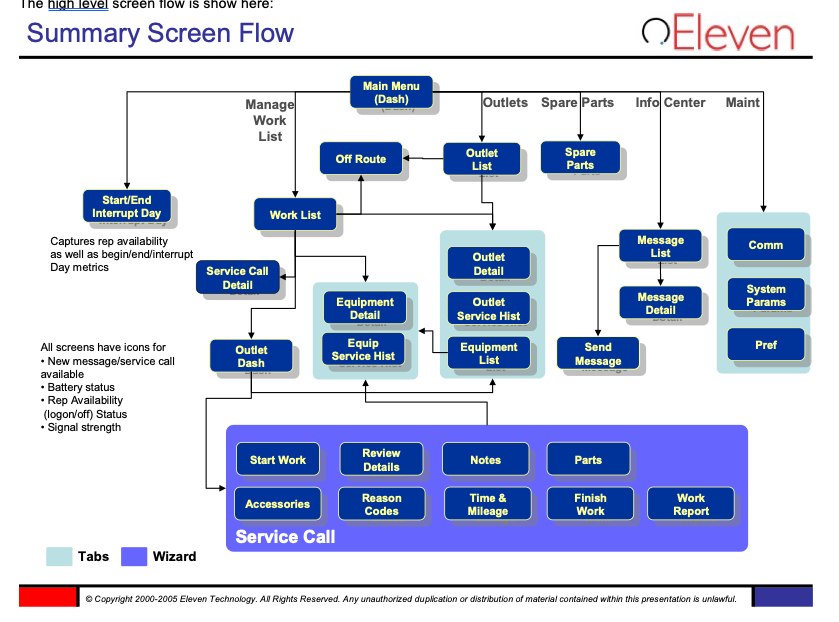 The high level screen flow is show here:
Summary Screen Flow
Eleven
Main Menu
(Dash)
Manage
Work
List
Outlets
Spare Parts
Info Center
Maint
Off Route
Outlet
List
Spare
Parts
Start/End
Interrupt Day
Work List
Captures rep availability
as well as begin/end/interrupt
Day metrics
Message
List
Comm
Service Call
Detail
Outlet
Detail
Equipment
Detail
Outlet
Service Hist
Message
Detail
System
Params
Equip
Service Hist
Equipment
List
Outlet
Dash
Send
Message
Pref
All screens have icons for
• New message/service call
available
• Battery status
• Rep Availability
(logon/off) Status
• Signal strength
Start Work
Review
Details
Notes
Parts
Accessories
Reason
Codes
Time &
Mileage
Finish
Work
Work
Report
Service Call
Tabs
Wizard
© Copyright 2000-2005 Eleven Technology. All Rights Reserved. Any unauthorized duplication or distribution of material contained within this presentation is unlawful.